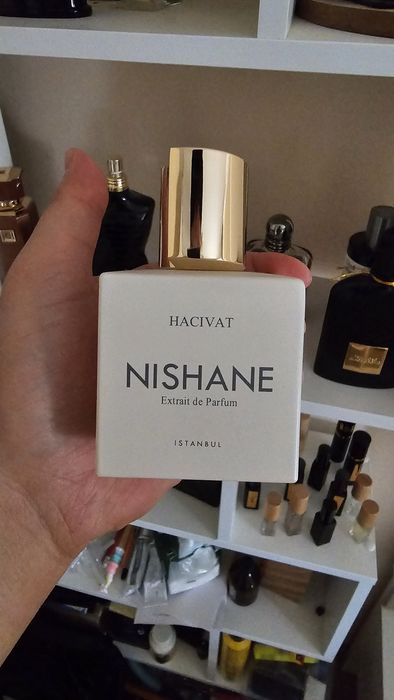 HACIVAT
NISHANE
Extrait de Parfum
ISTANBUL